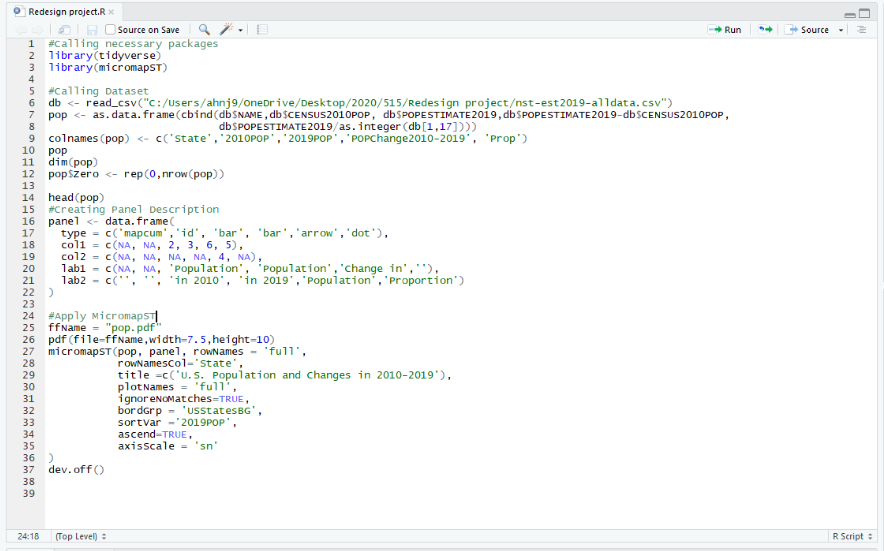 Redesign project.R
Source on Save
Run
Source
1 #Calling necessary packages
2 library(tidyverse)
3 library(micromapST)
4
5 #Calling Dataset
6 db <- read_csv("C:/Users/ahnj9/OneDrive/Desktop/2020/515/Redesign project/nst-est2019-alldata.csv")
7 pop <- as.data.frame(cbind(db$NAME,db$CENSUS2010POP, db$POPESTIMATE2019,db$POPESTIMATE2019-db$CENSUS2010POP,
8 db$POPESTIMATE2019/as.integer(db[1,17])))
9 colnames(pop) <- c('State','2010POP','2019POP','POPChange2010-2019', 'Prop')
10 pop
11 dim(pop)
12 pop$Zero <- rep(0,nrow(pop))
13
14 head(pop)
15 #Creating Panel Description
16 panel <- data.frame(
17 type = c('mapcum','id', 'bar', 'bar','arrow','dot'),
18 col1 = c(NA, NA, 2, 3, 6, 5),
19 col2 = c(NA, NA, NA, NA, 4, NA),
20 lab1 = c(NA, NA, 'Population', 'Population','Change in',''),
21 lab2 = c('', '', 'in 2010', 'in 2019','Population','Proportion')
22 )
23
24 #Apply MicromapST
25 ffName = "pop.pdf"
26 pdf(file=ffName,width=7.5,height=10)
27 micromapST(pop, panel, rowNames = 'full',
28 rowNamesCol='State',
29 title =c('U.S. Population and Changes in 2010-2019'),
30 plotNames = 'full',
31 ignoreNoMatches=TRUE,
32 bordGrp = 'USStatesBG',
33 sortVar ='2019POP',
34 ascend=TRUE,
35 axisScale = 'sn'
36 )
37 dev.off()
38
39
24:18 (Top Level) R Script